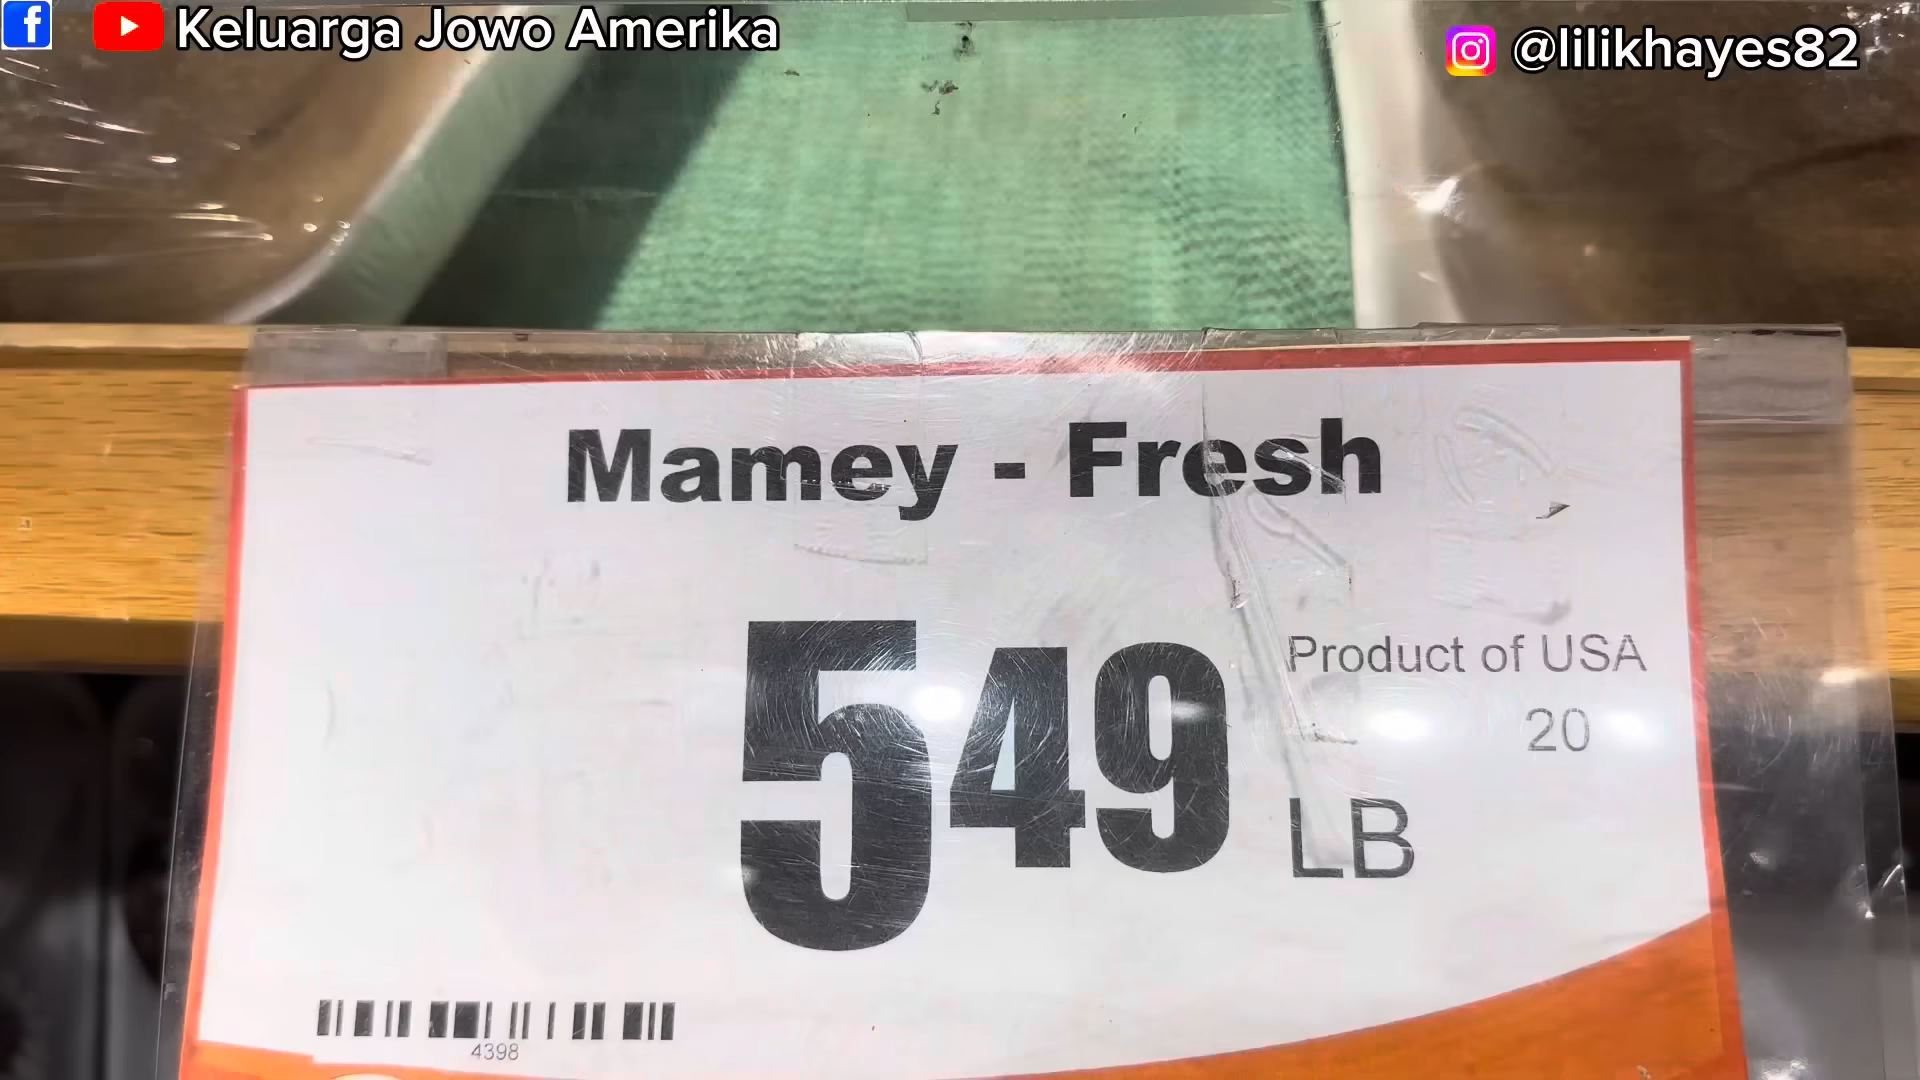 Keluarga Jowo Amerika
@lilikhayes82
Mamey - Fresh
549
Product of USA
20
LB
4398